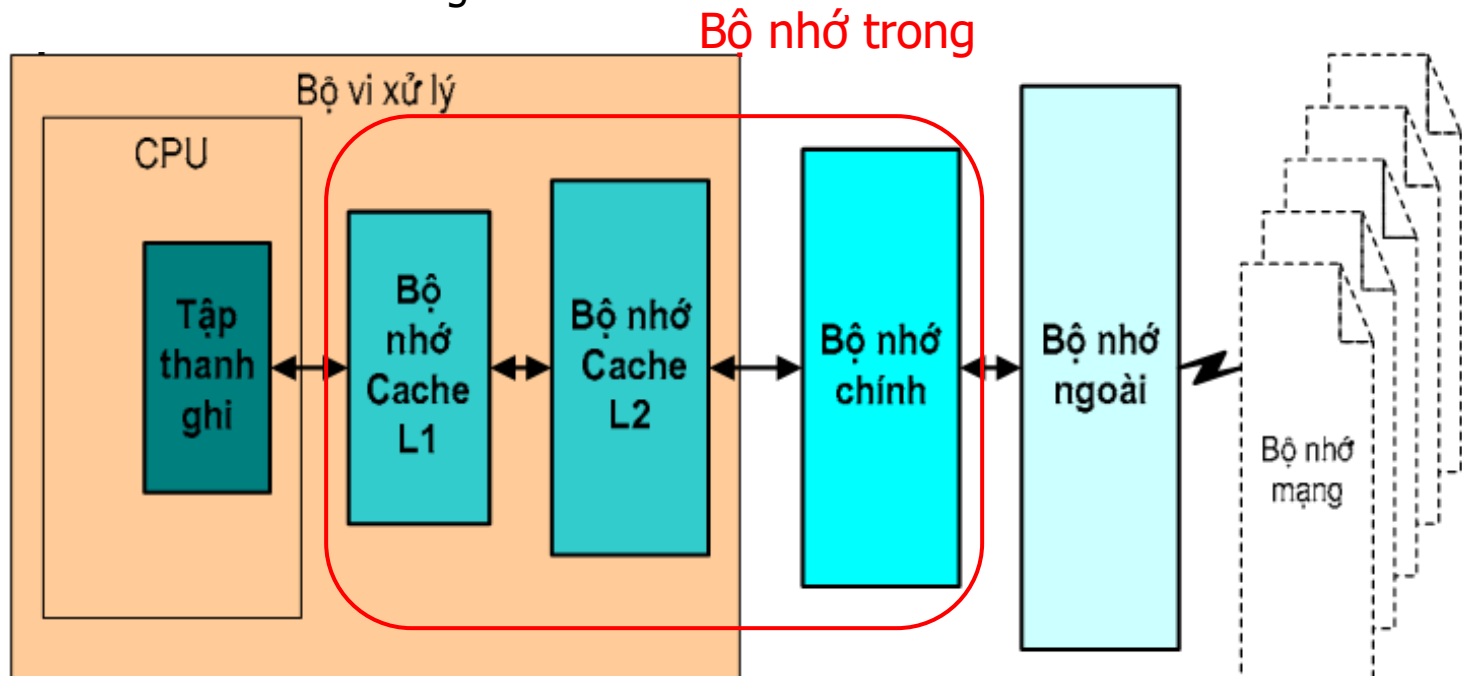 g
Bộ nhớ trong
Bộ vi xử lý
CPU
Tập
thanh
ghi
Bộ
nhớ
Cache
L1
Bộ nhớ
Cache
L2
Bộ nhớ
chính
Bộ nhớ
ngoài
Bộ nhớ
mạng